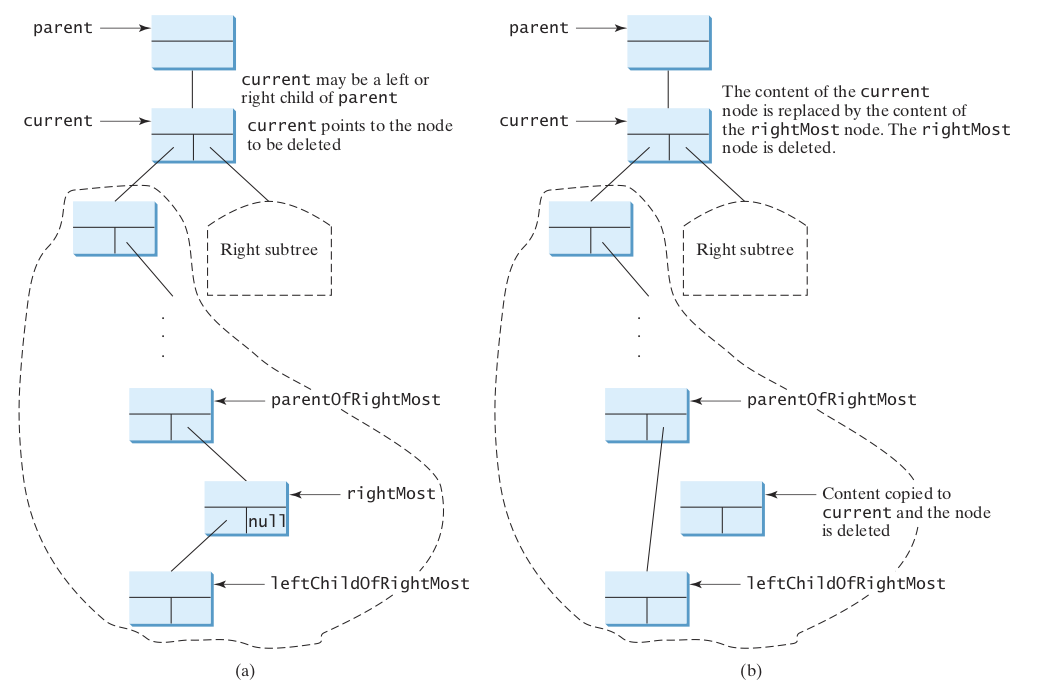 parent
current may be a left or
right child of parent
current
current points to the node
to be deleted
Right subtree
parentOfRightMost
rightMost
null
leftChildOfRightMost
(a)
parent
The content of the current
node is replaced by the content of
the rightMost node. The rightMost
node is deleted.
current
Right subtree
parentOfRightMost
Content copied to
current and the node
is deleted
leftChildOfRightMost
(b)